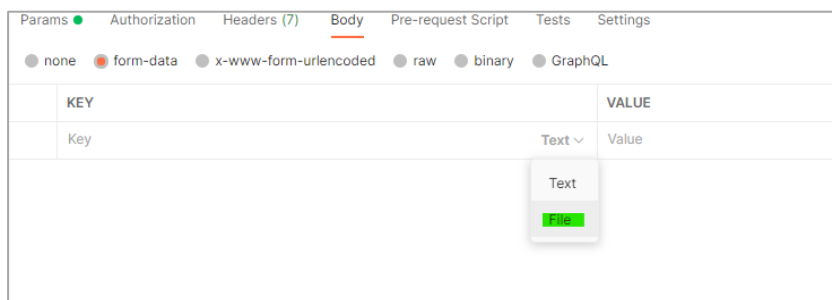 Params Authorization Headers (7) Body Pre-request Script Tests Settings
none form-data x-www-form-urlencoded raw binary GraphQL
KEY VALUE
Key Text Value
Text
File